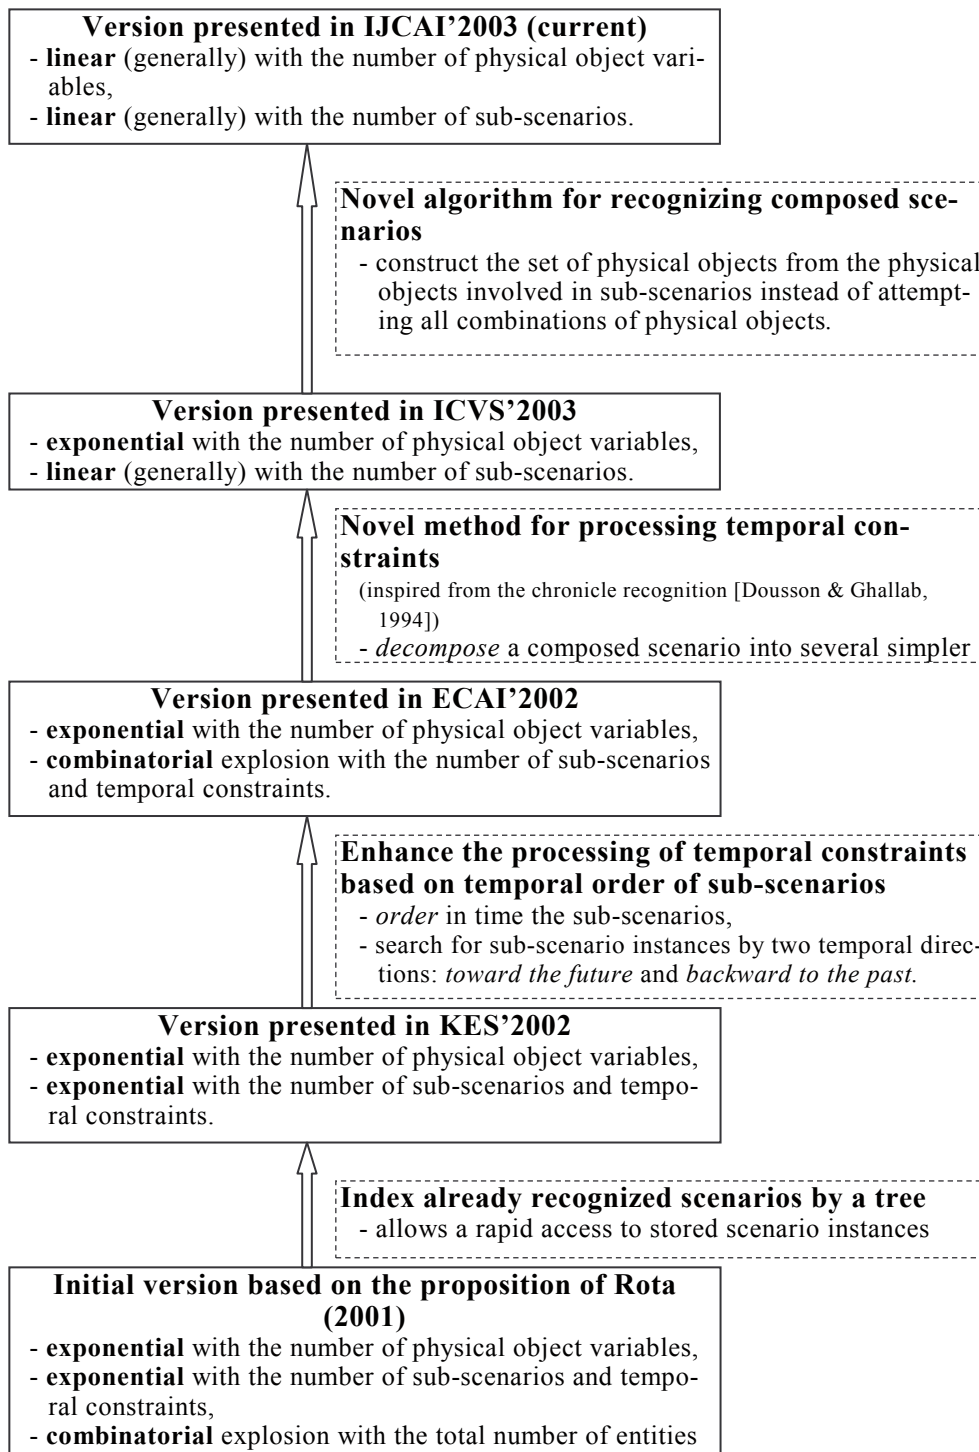 Version presented in IJCAI’2003 (current)
- linear (generally) with the number of physical object vari-
ables,
- linear (generally) with the number of sub-scenarios.
Novel algorithm for recognizing composed sce-
narios
- construct the set of physical objects from the physical
objects involved in sub-scenarios instead of attempt-
ing all combinations of physical objects.
Version presented in ICVS’2003
- exponential with the number of physical object variables,
- linear (generally) with the number of sub-scenarios.
Novel method for processing temporal con-
straints
(inspired from the chronicle recognition [Dousson & Ghallab,
1994])
- decompose a composed scenario into several simpler
Version presented in ECAI’2002
- exponential with the number of physical object variables,
- combinatorial explosion with the number of sub-scenarios
and temporal constraints.
Enhance the processing of temporal constraints
based on temporal order of sub-scenarios
- order in time the sub-scenarios,
- search for sub-scenario instances by two temporal direc-
tions: toward the future and backward to the past.
Version presented in KES’2002
- exponential with the number of physical object variables,
- exponential with the number of sub-scenarios and tempo-
ral constraints.
Index already recognized scenarios by a tree
- allows a rapid access to stored scenario instances
Initial version based on the proposition of Rota
(2001)
- exponential with the number of physical object variables,
- exponential with the number of sub-scenarios and tempo-
ral constraints,
- combinatorial explosion with the total number of entities